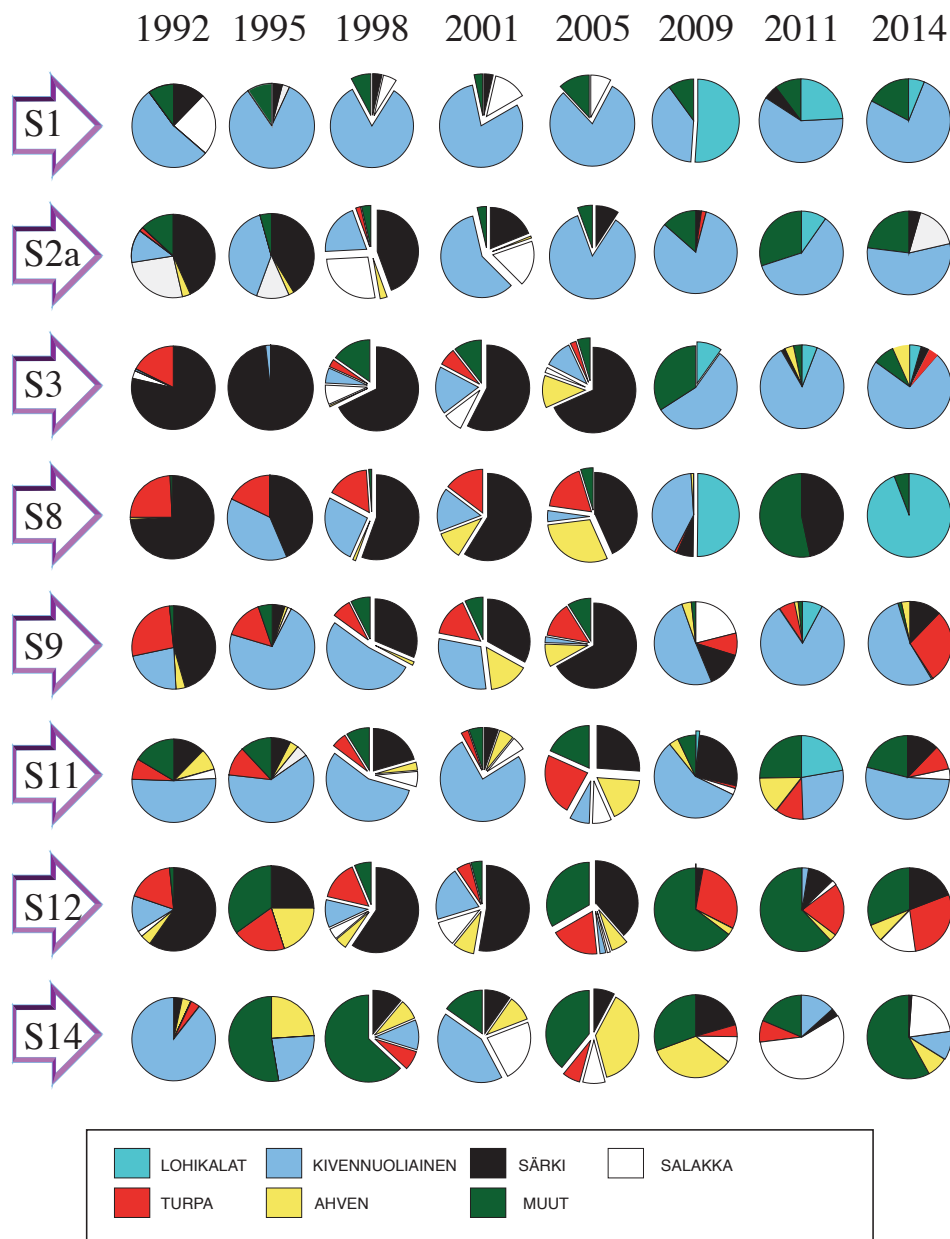 1992 1995 1998 2001 2005 2009 2011 2014
S1
S2a
S3
S8
S9
S11
S12
S14
LOHIKALAT KIVENNUOLIAINEN SÄRKI SALAKKA
TURPA AHVEN MUUT